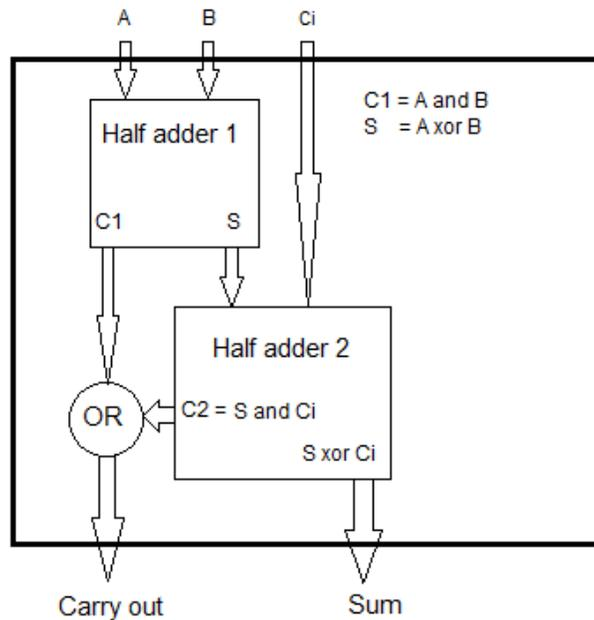 A B Ci
C1 = A and B
S = A xor B
Half adder 1
C1 S
Half adder 2
OR
C2 = S and Ci
S xor Ci
Carry out
Sum